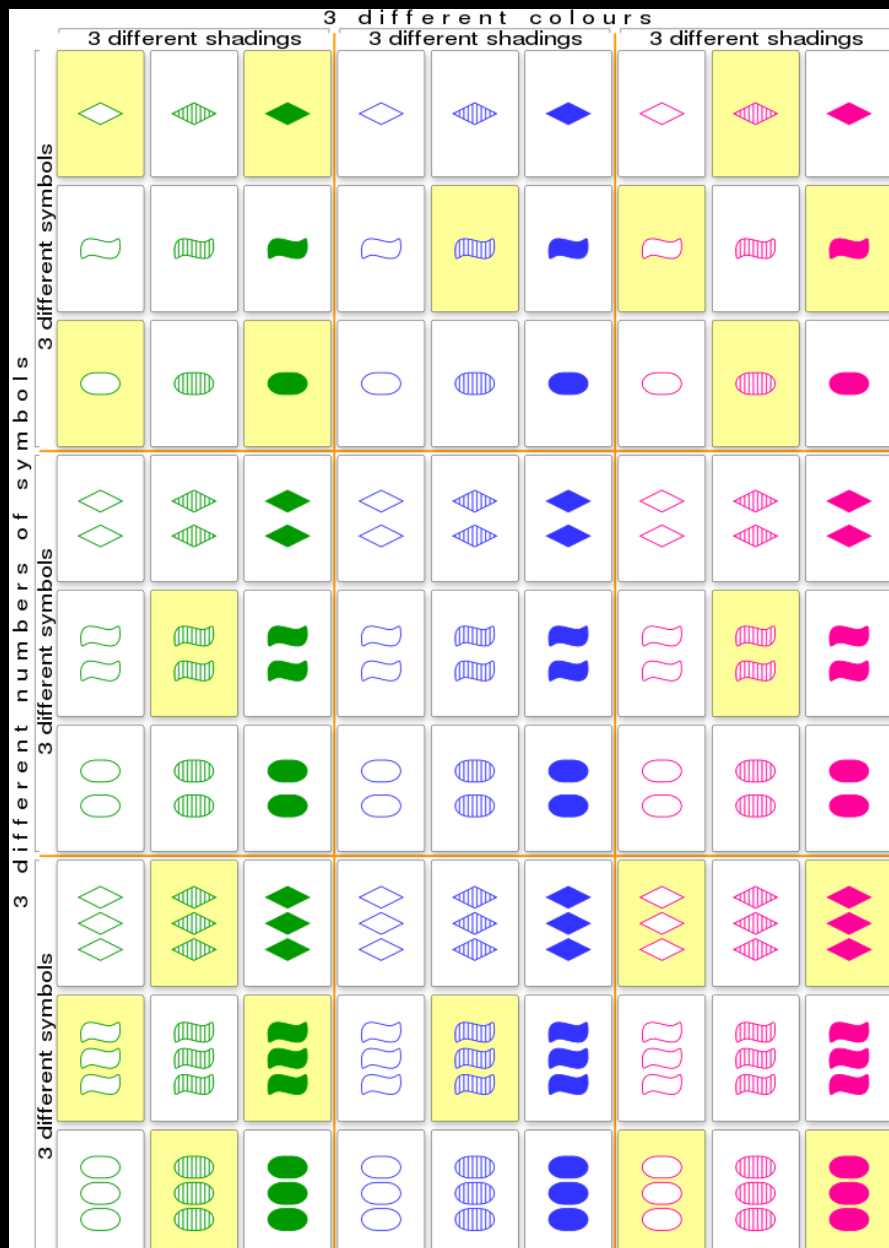 3 different colours
3 different shadings
3 different shadings
3 different shadings
3 different numbers of symbols
3 different symbols
3 different symbols
3 different symbols